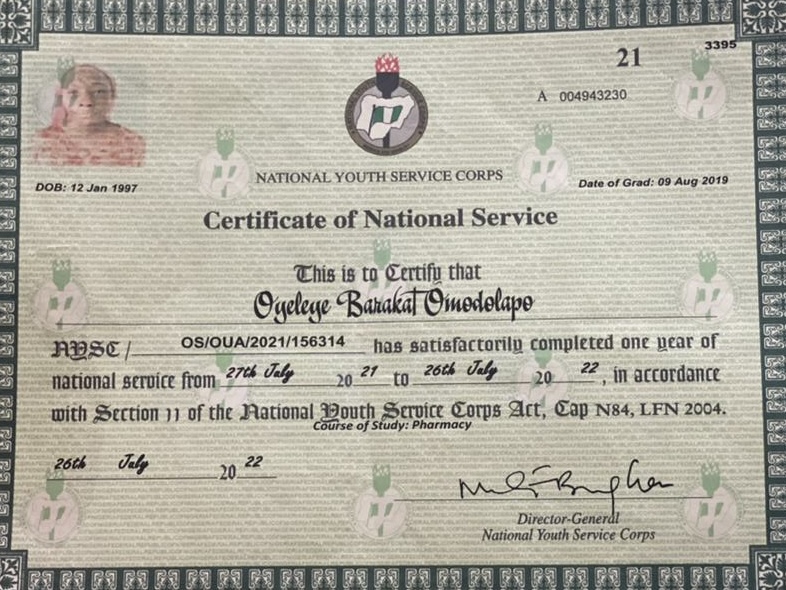 21
3395
A 004943230
NATIONAL YOUTH SERVICE CORPS
DOB: 12 Jan 1997
Date of Grad: 09 Aug 2019
Certificate of National Service
This is to Certify that
Oyeleye Barakat Omodolapo
NYSC / OS/OUA/2021/156314 has satisfactorily completed one year of
national service from 27th July 20 21 to 26th July 20 22, in accordance
with Section 11 of the National Youth Service Corps Act, Cap N84, LFN 2004.
Course of Study: Pharmacy
26th July 20 22
Director-General
National Youth Service Corps